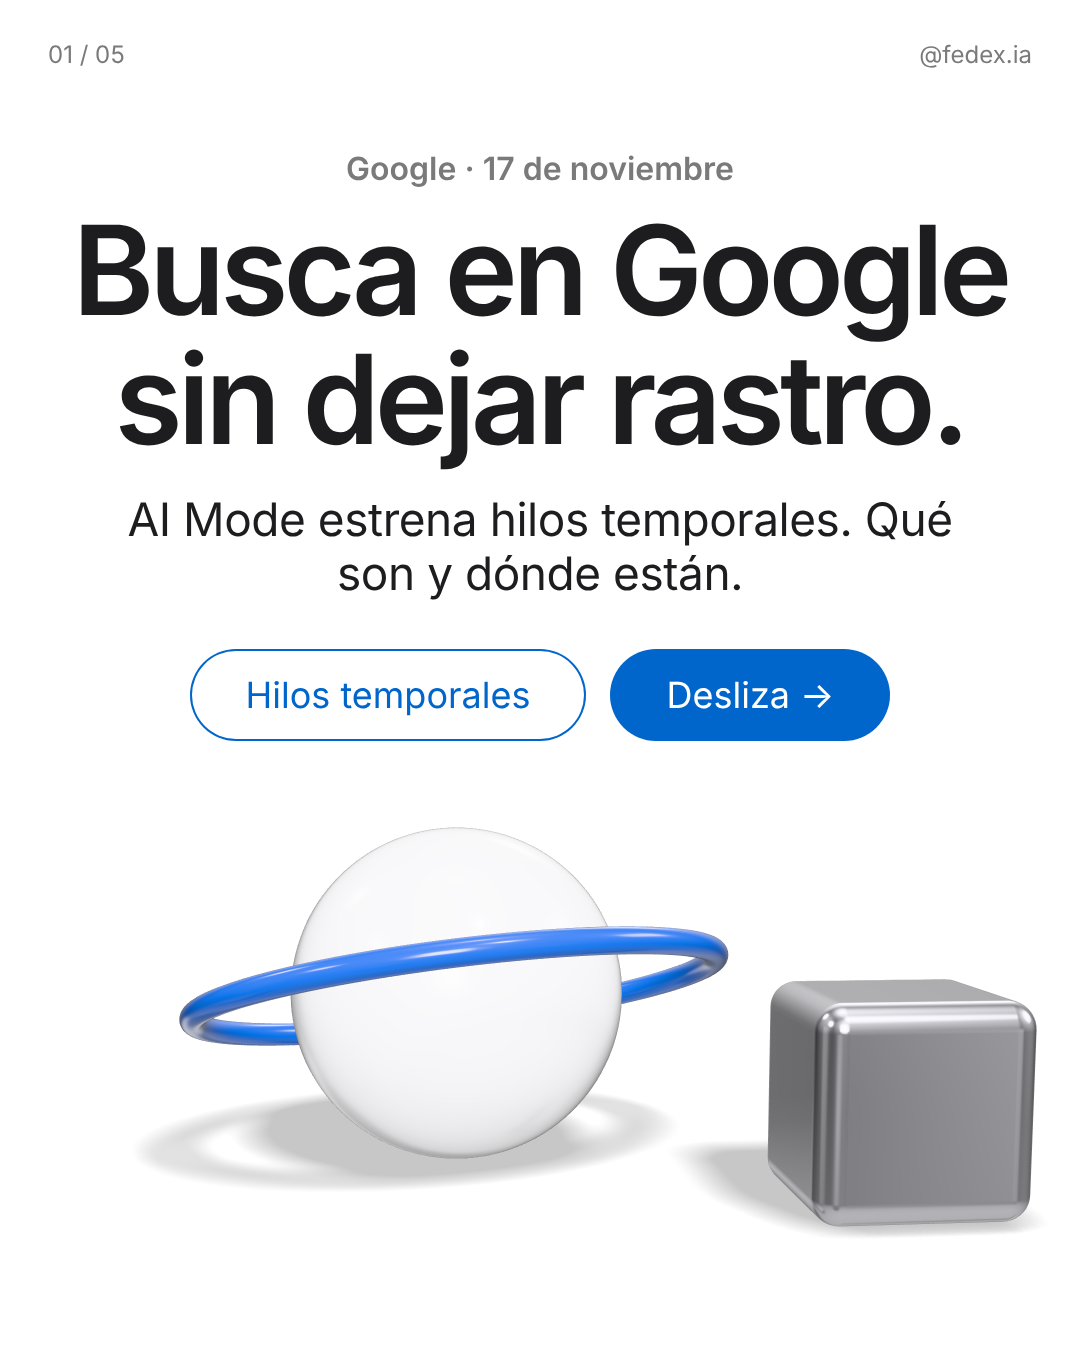 01 / 05
@fedex.ia
Google · 17 de noviembre
Busca en Google
sin dejar rastro.
AI Mode estrena hilos temporales. Qué
son y dónde están.
Hilos temporales
Desliza →